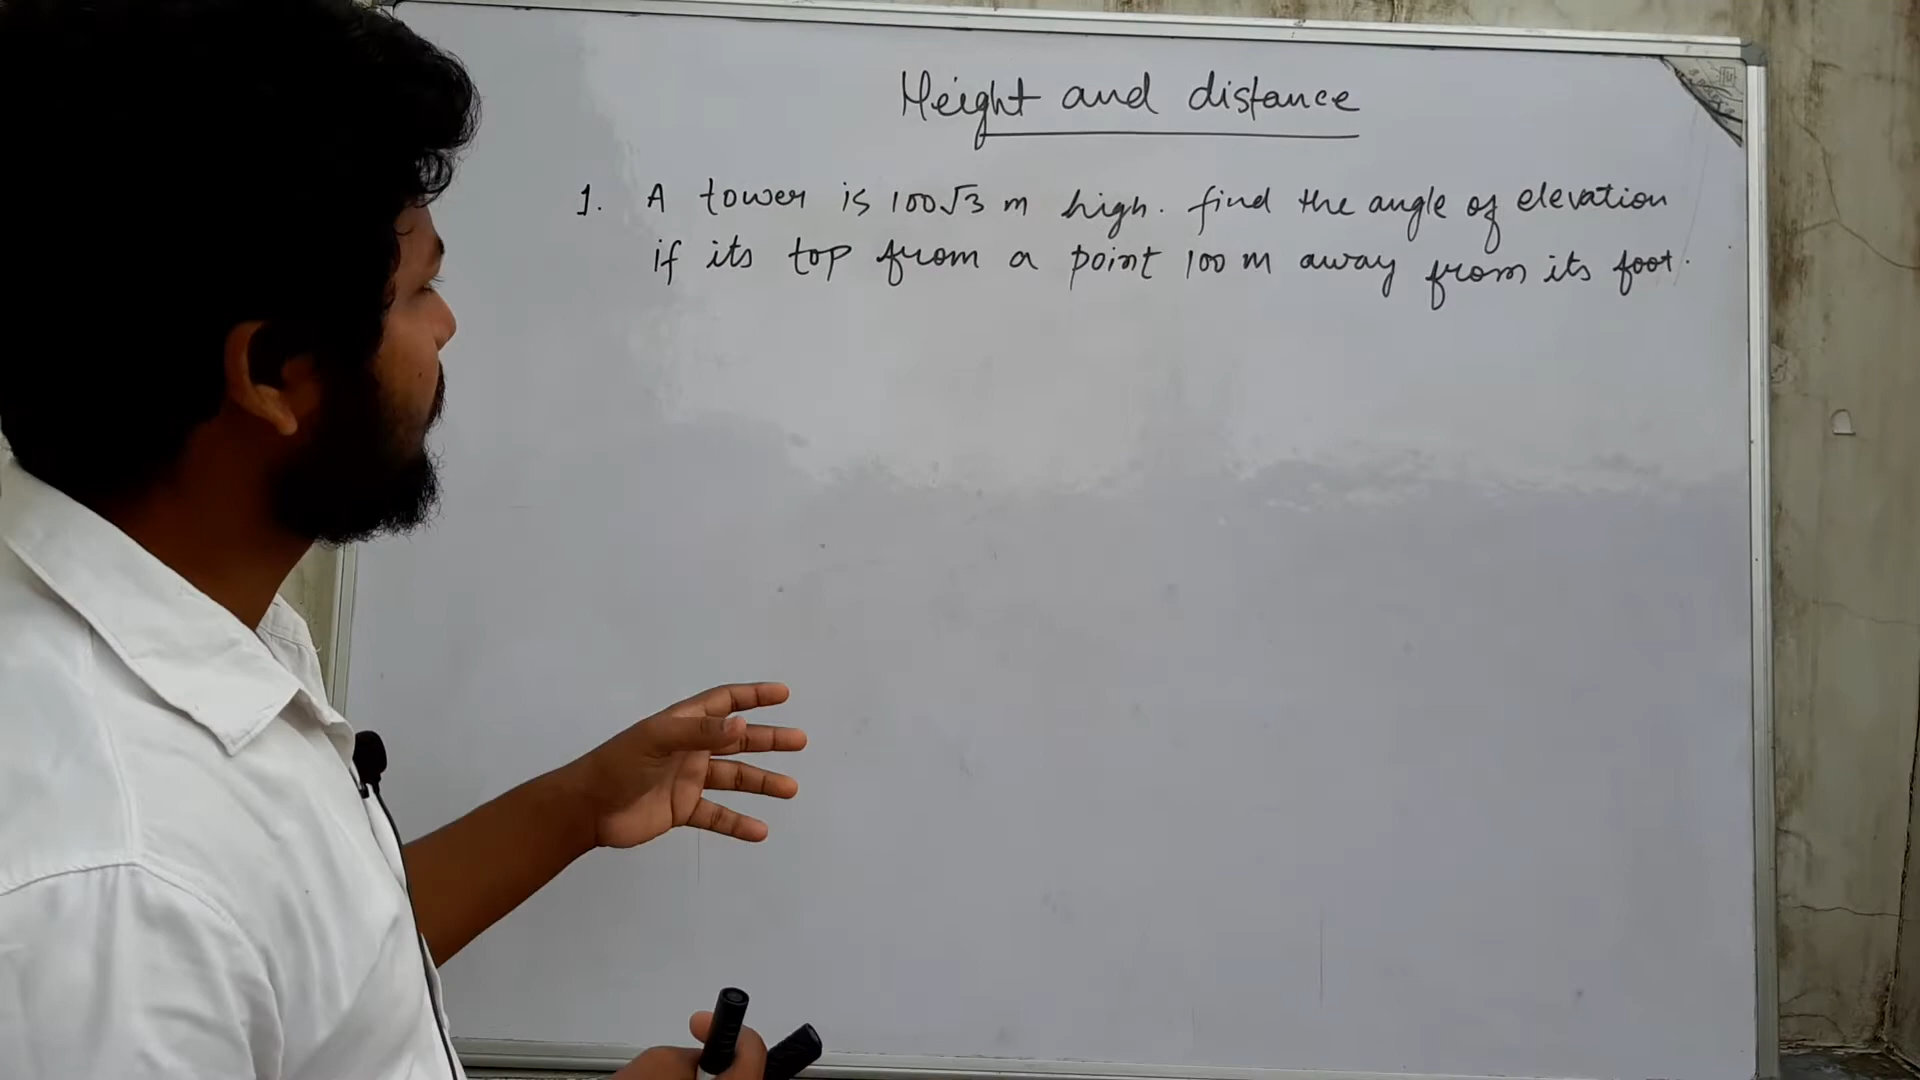 Height and distance
1. A tower is 100√3 m high. find the angle of elevation
if its top from a point 100 m away from its foot.